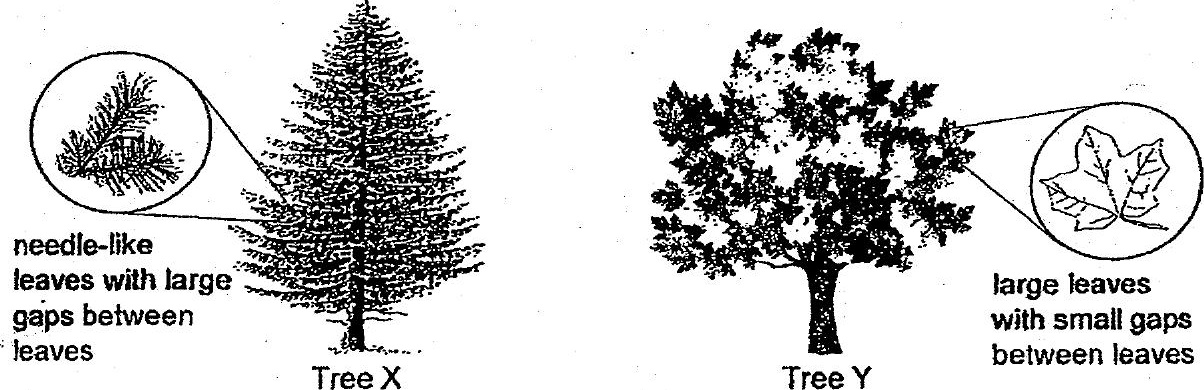 needle-like
leaves with large
gaps between
leaves
Tree X
Tree Y
large leaves
with small gaps
between leaves